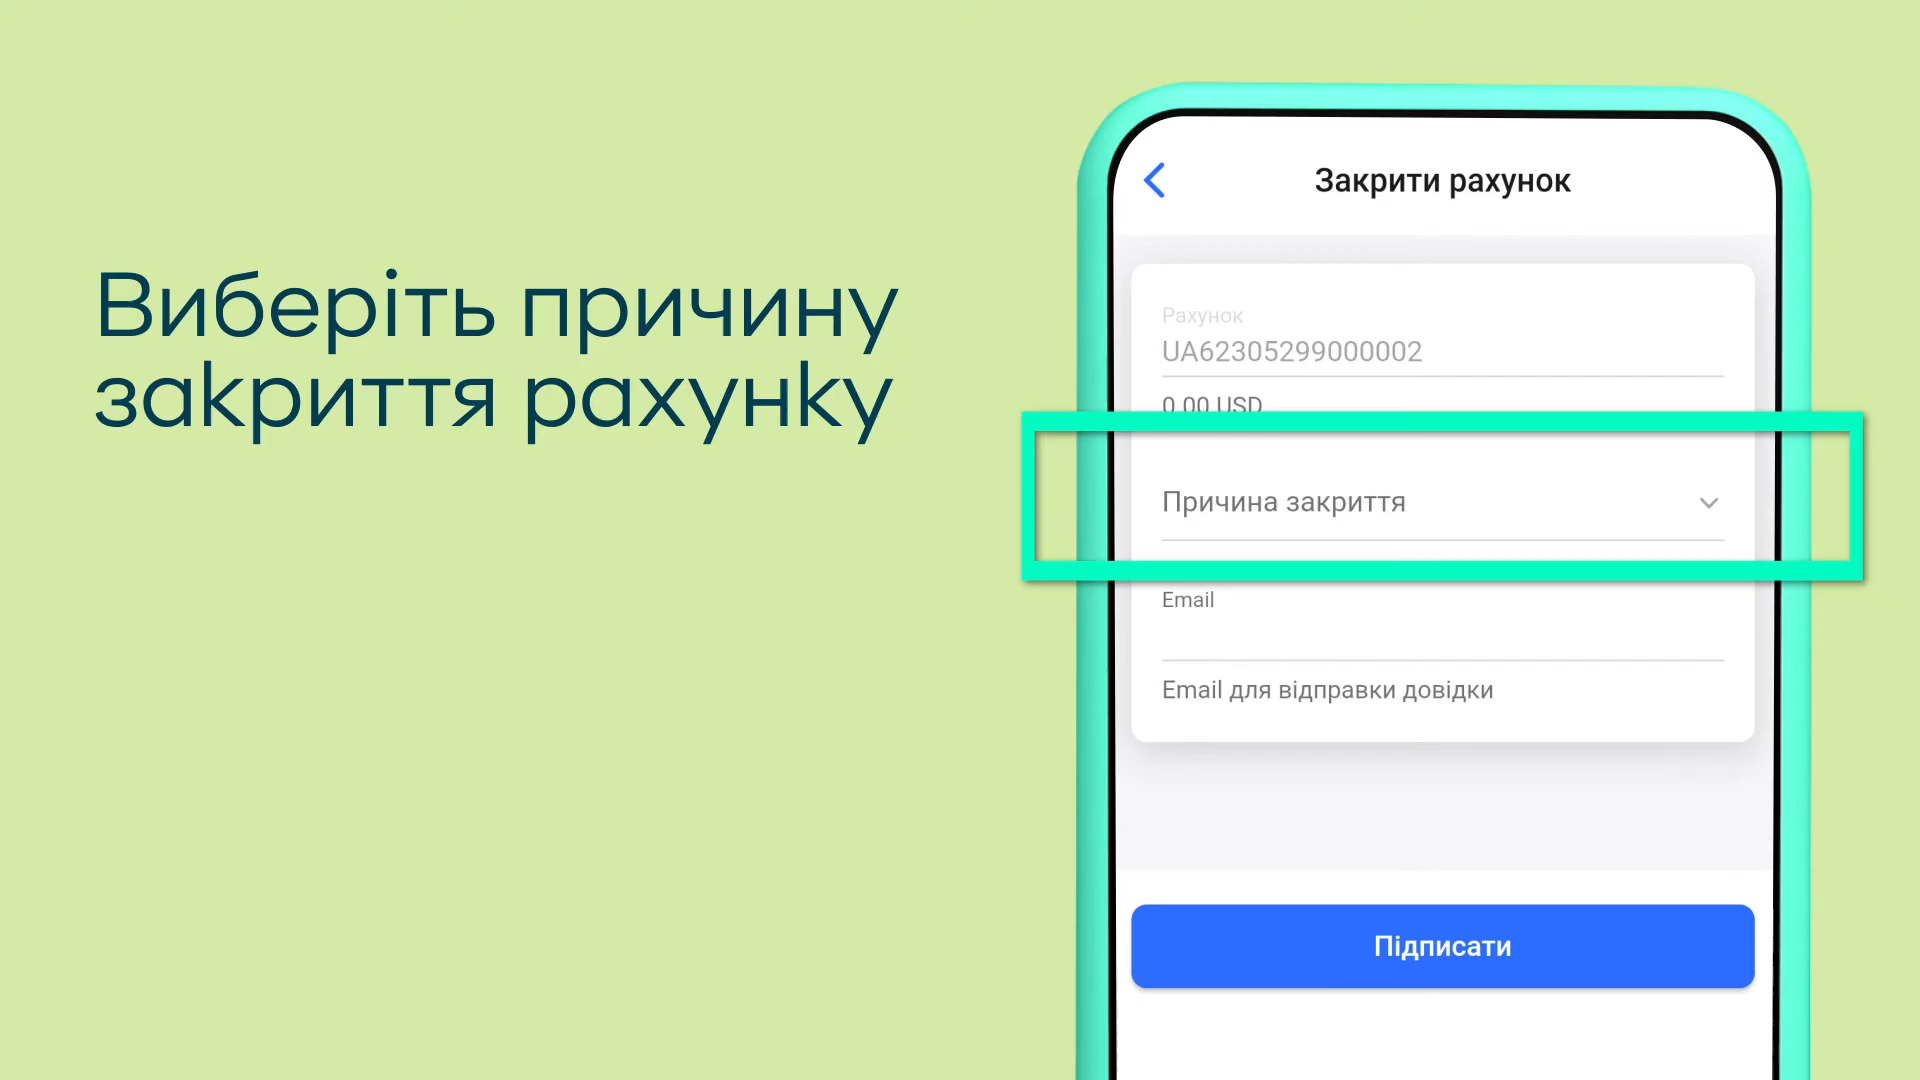 Виберіть причину
закриття рахунку
Закрити рахунок
Рахунок
UA62305299000002
0.00 USD
Причина закриття
Email
Email для відправки довідки
Підписати